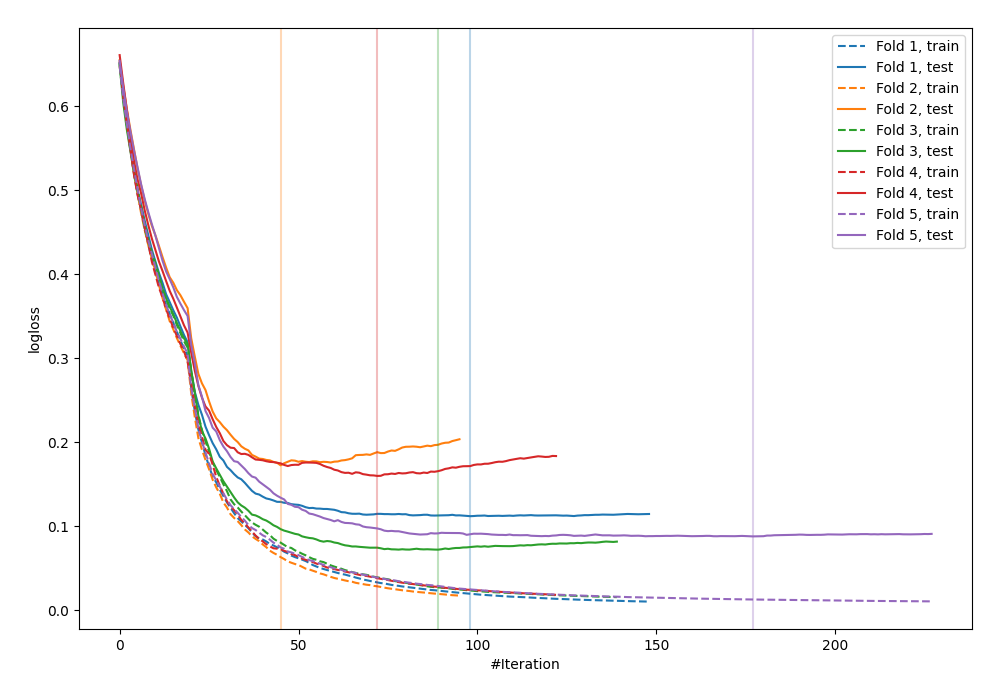 0.6
0.5
0.4
0.3
0.2
0.1
0.0
logloss
0
50
100
150
200
#Iteration
Fold 1, train
Fold 1, test
Fold 2, train
Fold 2, test
Fold 3, train
Fold 3, test
Fold 4, train
Fold 4, test
Fold 5, train
Fold 5, test